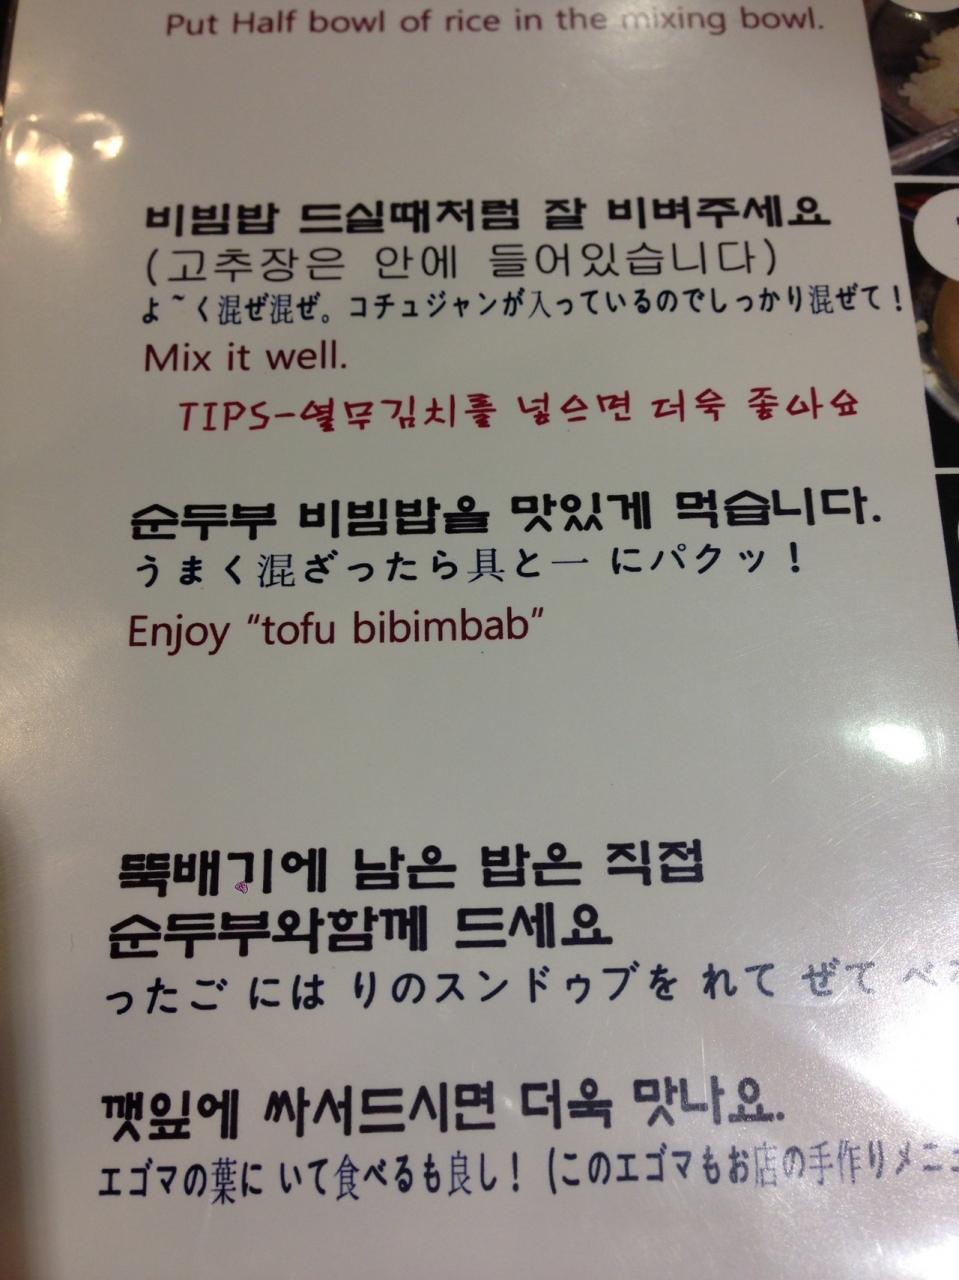 Put Half bowl of rice in the mixing bowl.
비빔밥 드실때처럼 잘 비벼주세요
(고추장은 안에 들어있습니다)
よ~く混ぜ混ぜ。コチュジャンが入っているのでしっかり混ぜて!
Mix it well.
TIPS-열무김치를 넣으면 더욱 좋아요
순두부 비빔밥을 맛있게 먹습니다.
うまく混ざったら具と一 にパクッ!
Enjoy “tofu bibimbab”
뚝배기에 남은 밥은 직접
순두부와함께 드세요
ったご には りのスンドゥブを れて ぜて べ
깻잎에 싸서드시면 더욱 맛나요.
エゴマの葉に いて食べるも良し! (このエゴマもお店の手作りメニュ